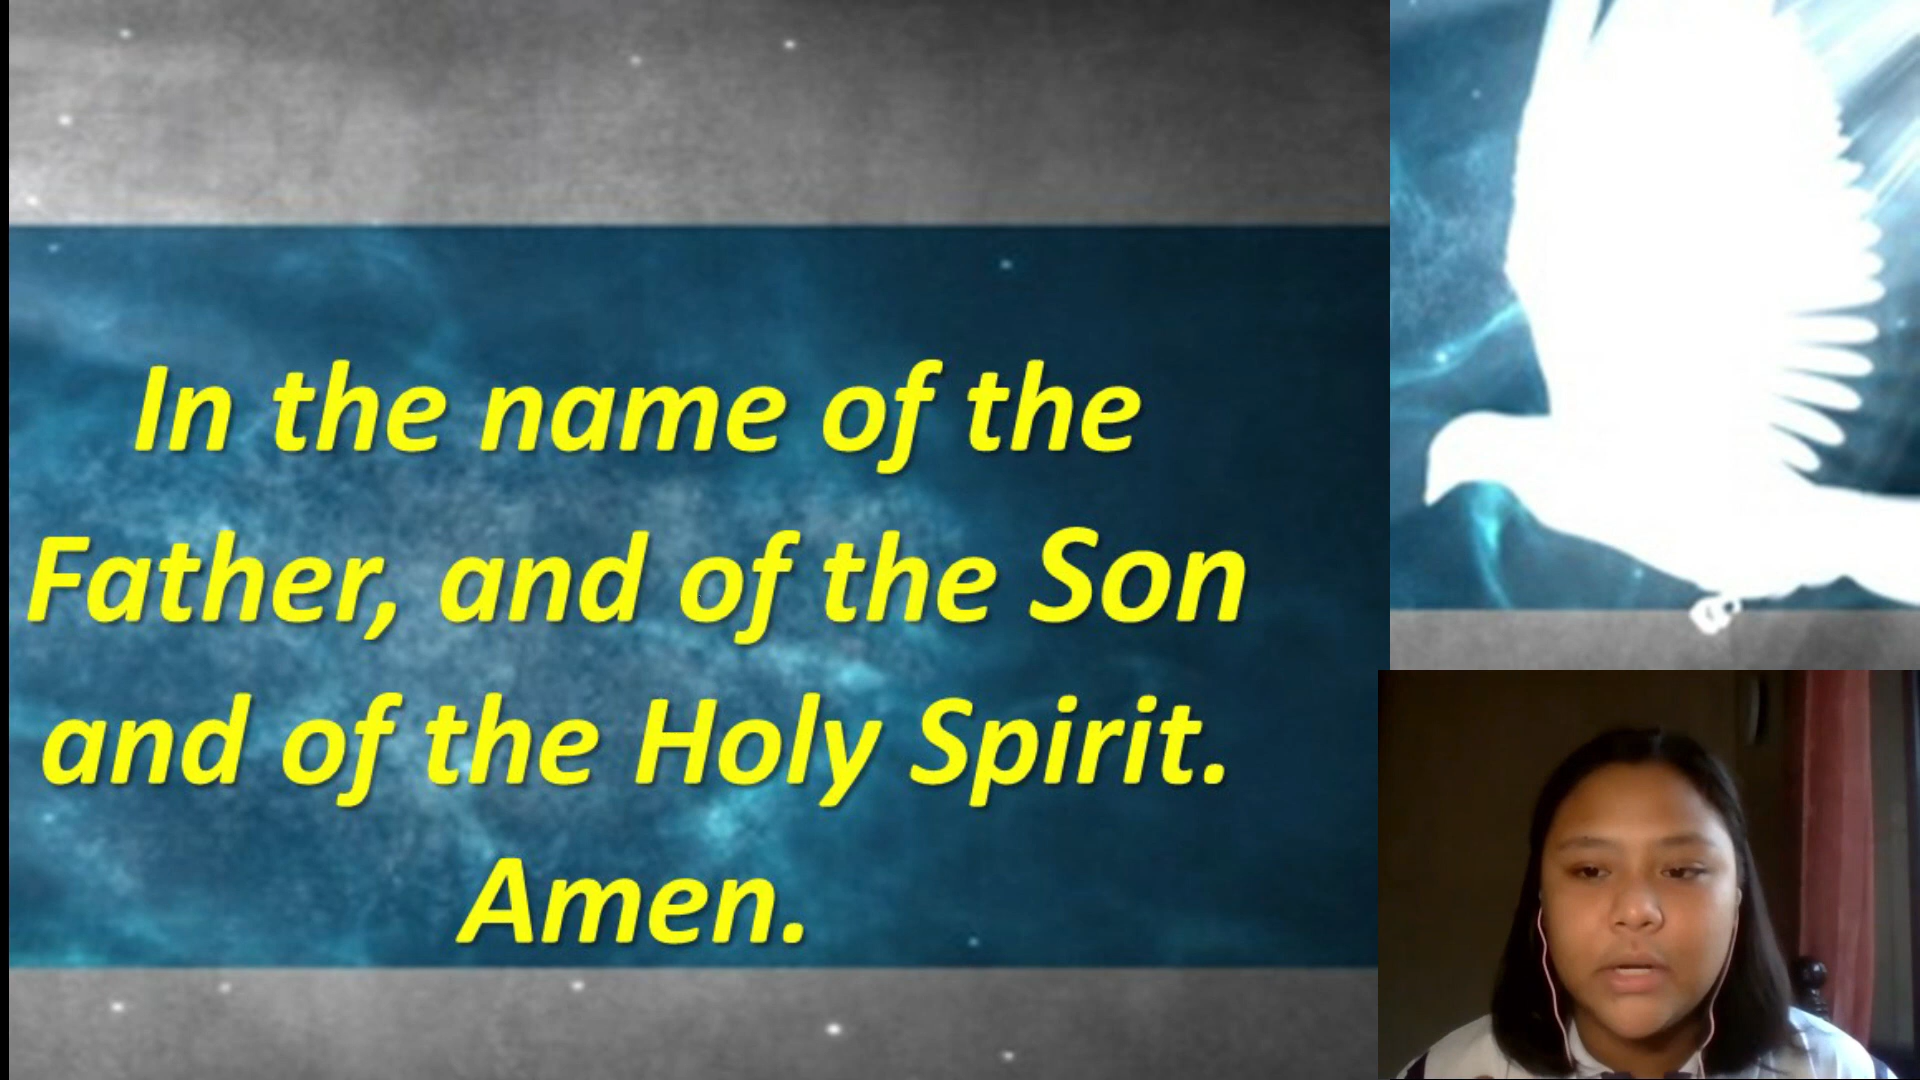 In the name of the
Father, and of the Son
and of the Holy Spirit.
Amen.